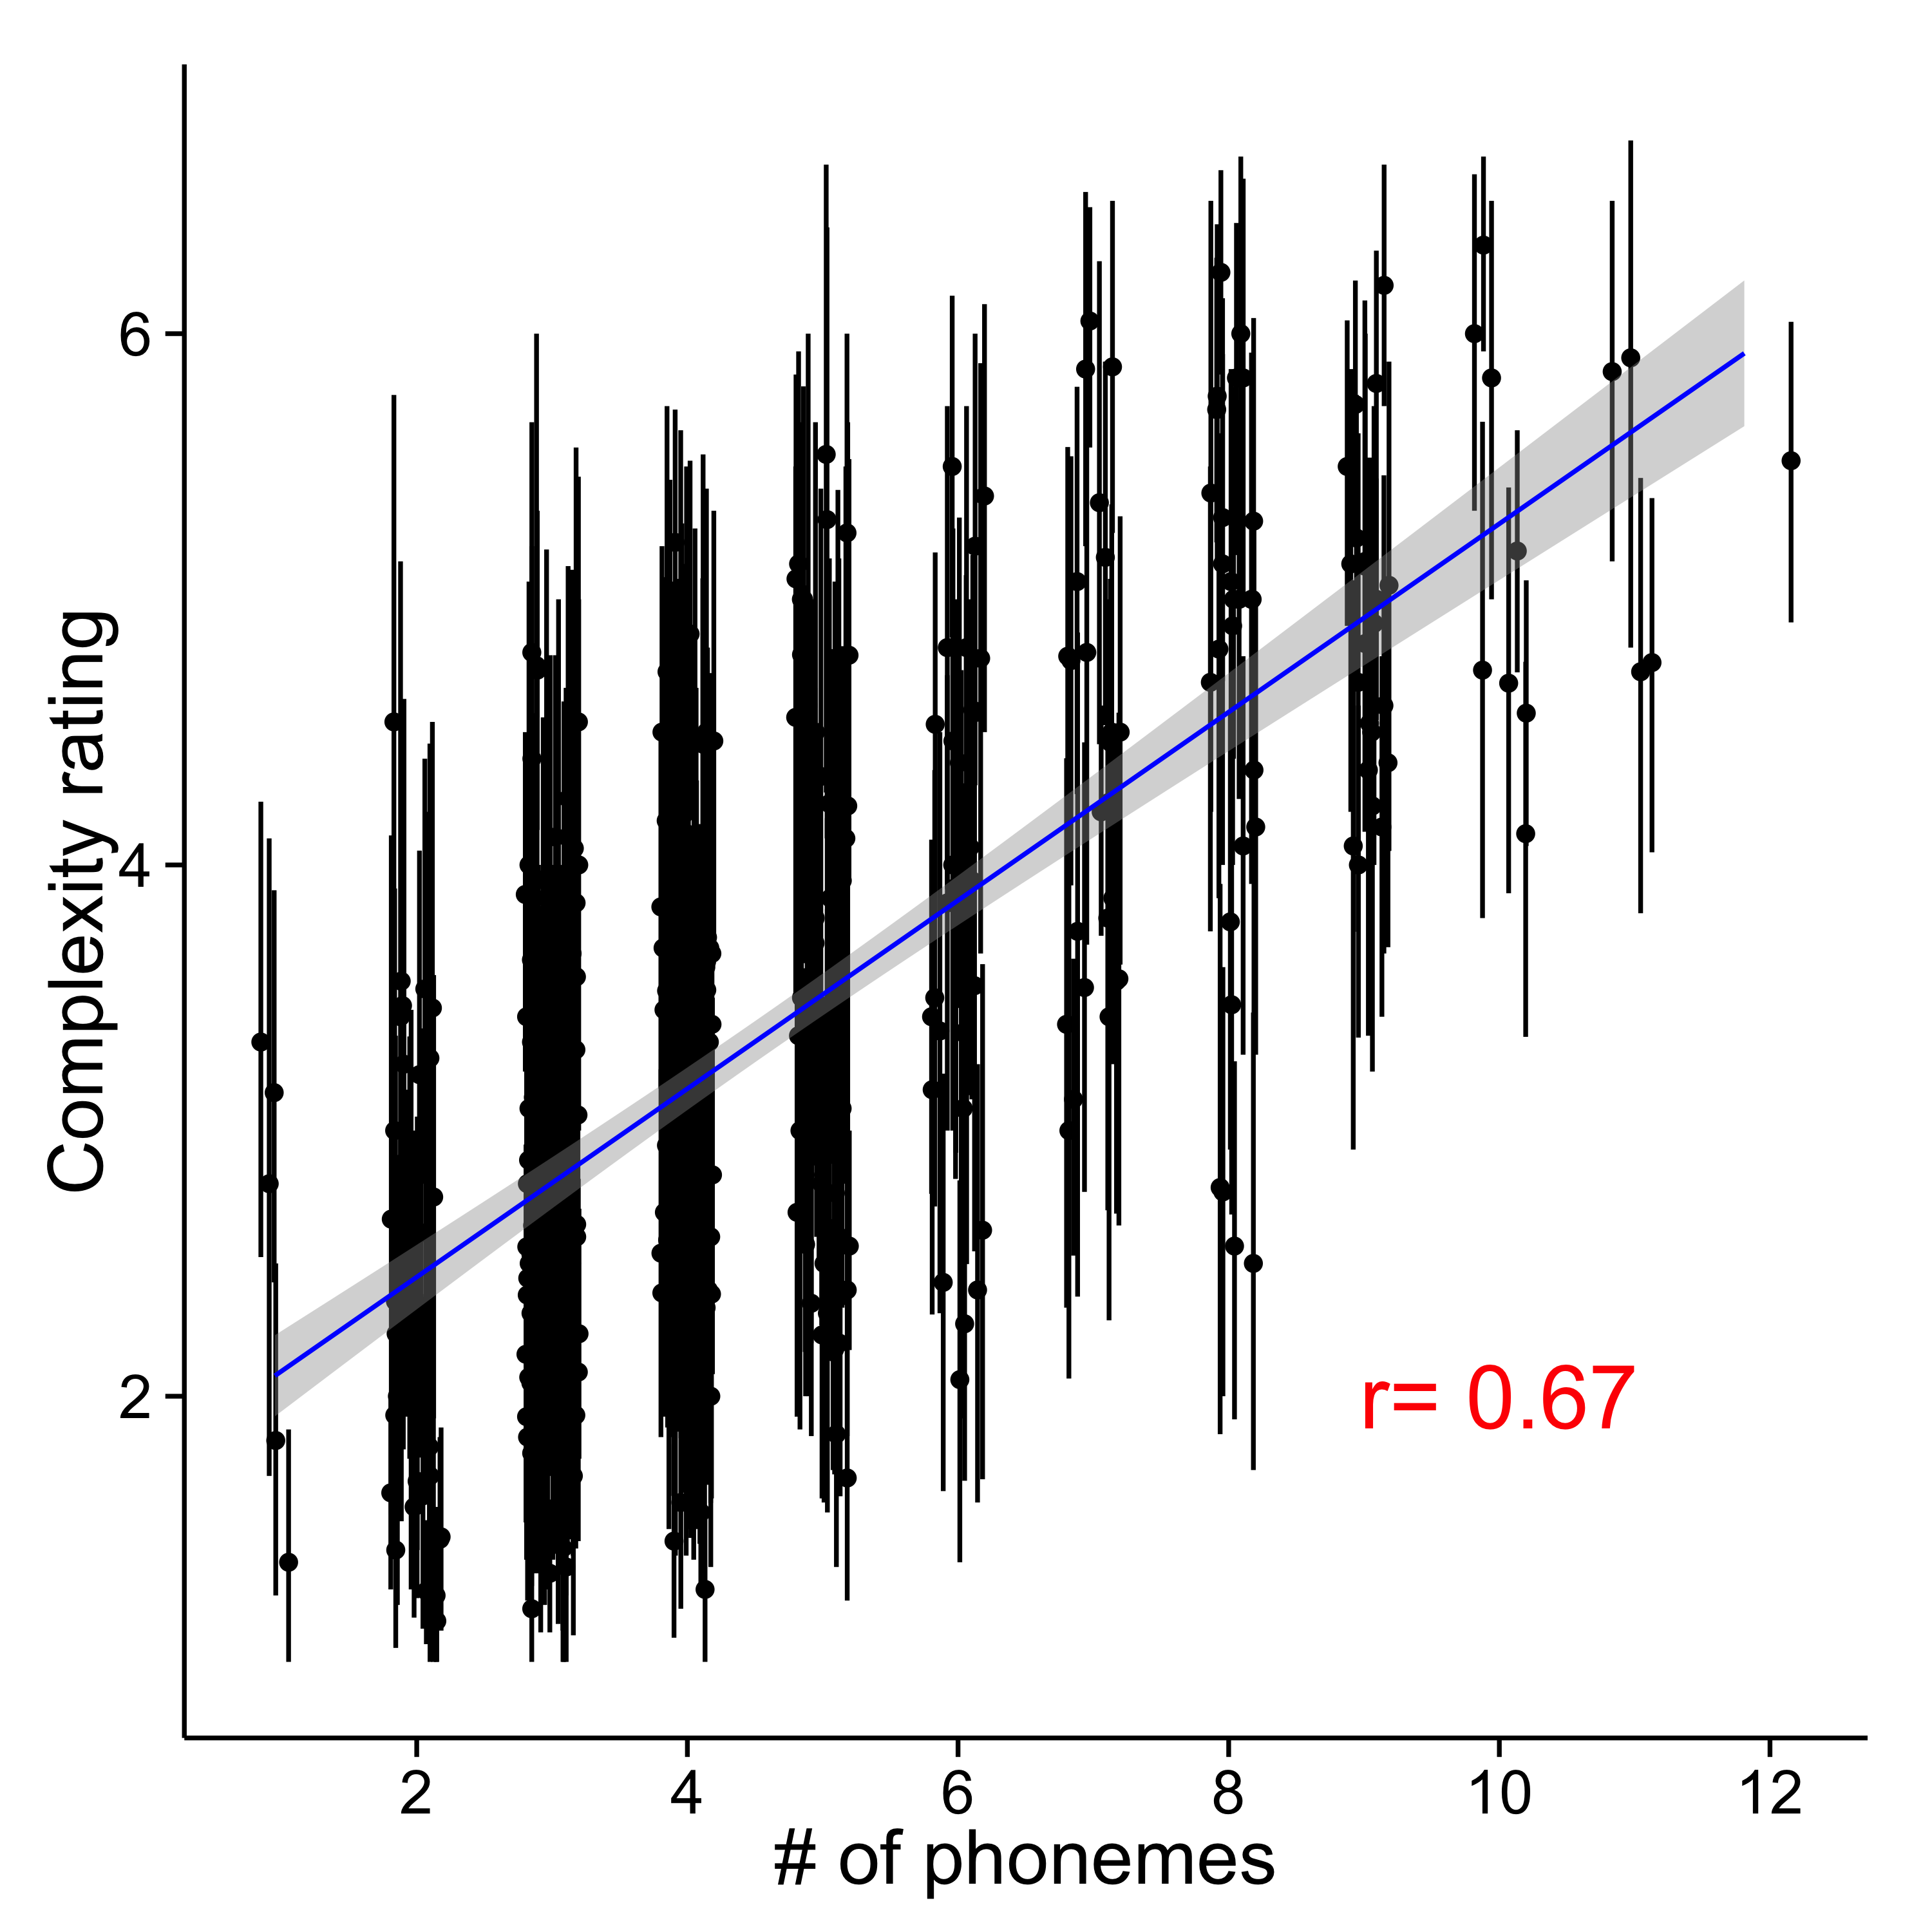 Complexity rating
6
4
2
r= 0.67
2 4 6 8 10 12
# of phonemes